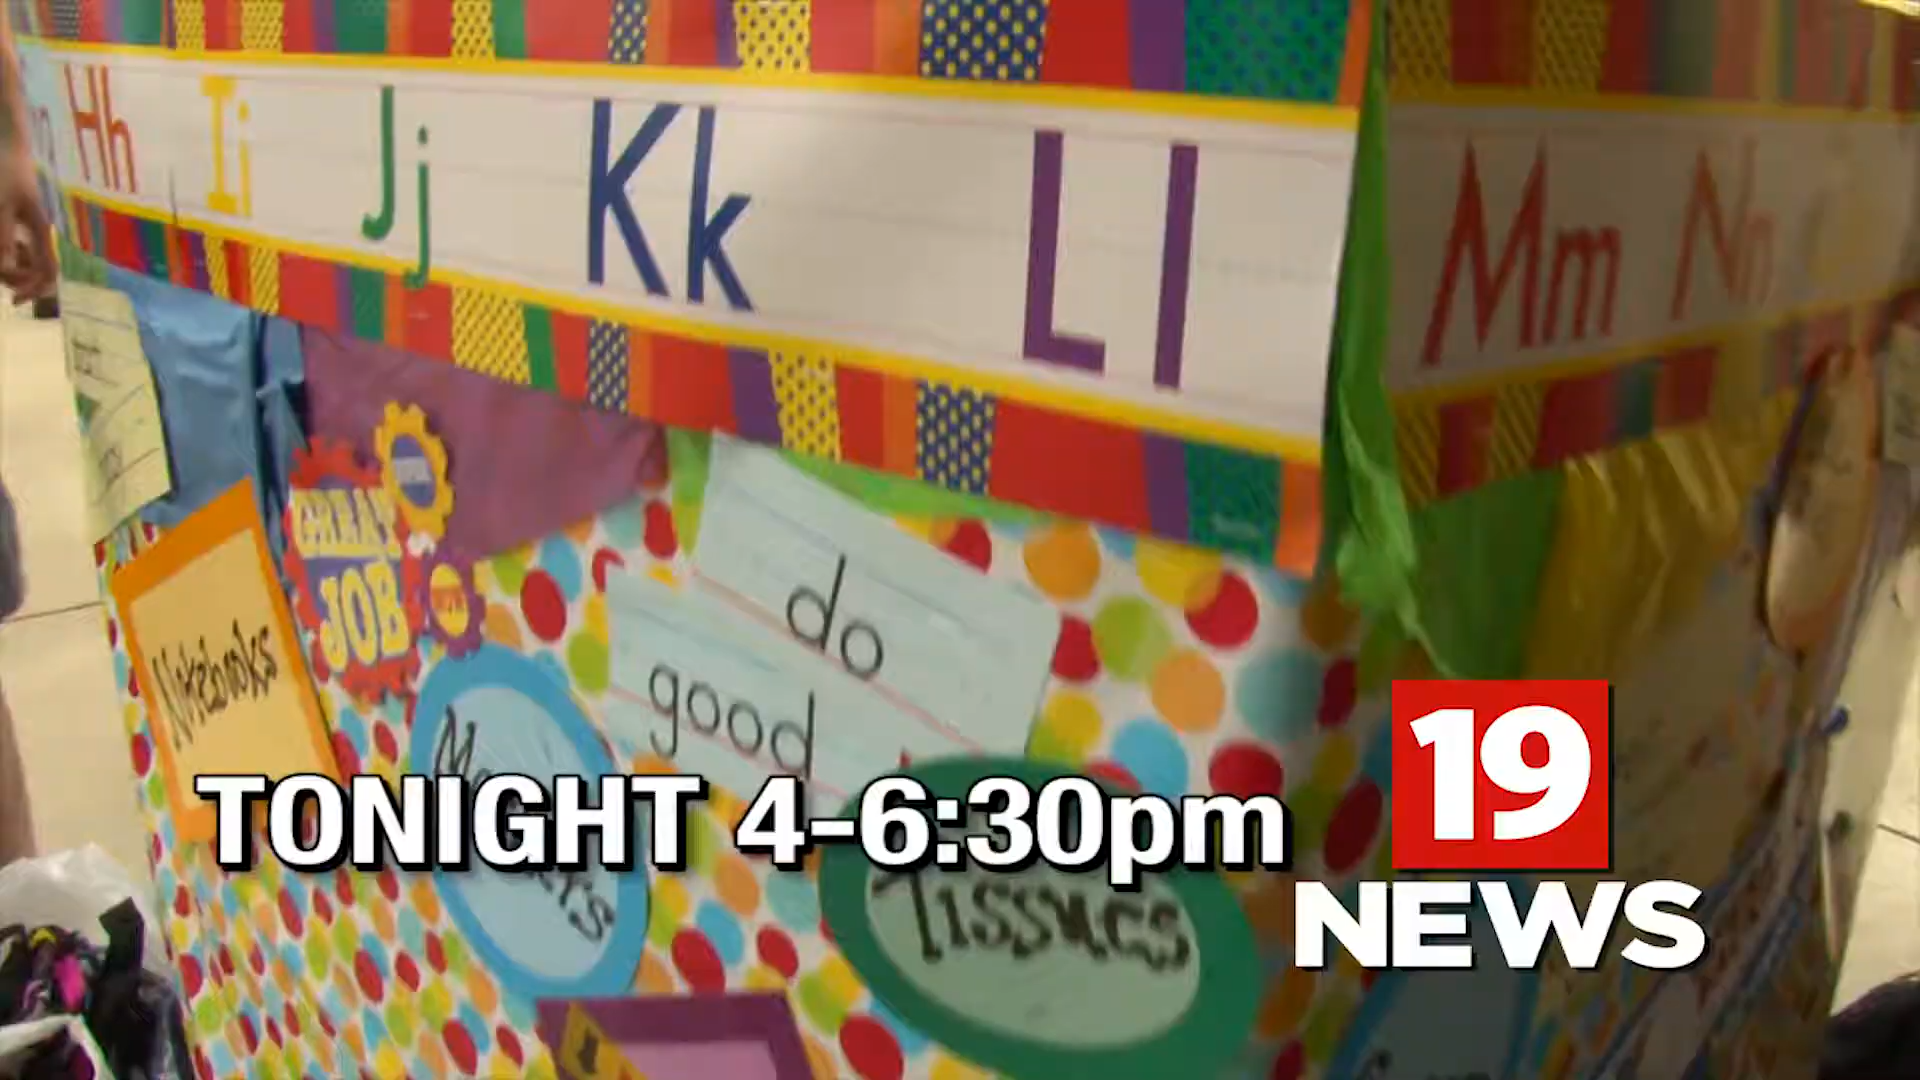 Hh Ii Jj Kk Ll Mm Nn
GREAT
JOB
do
good
Notebooks
Markers
TONIGHT 4-6:30pm
19
NEWS
Tissues